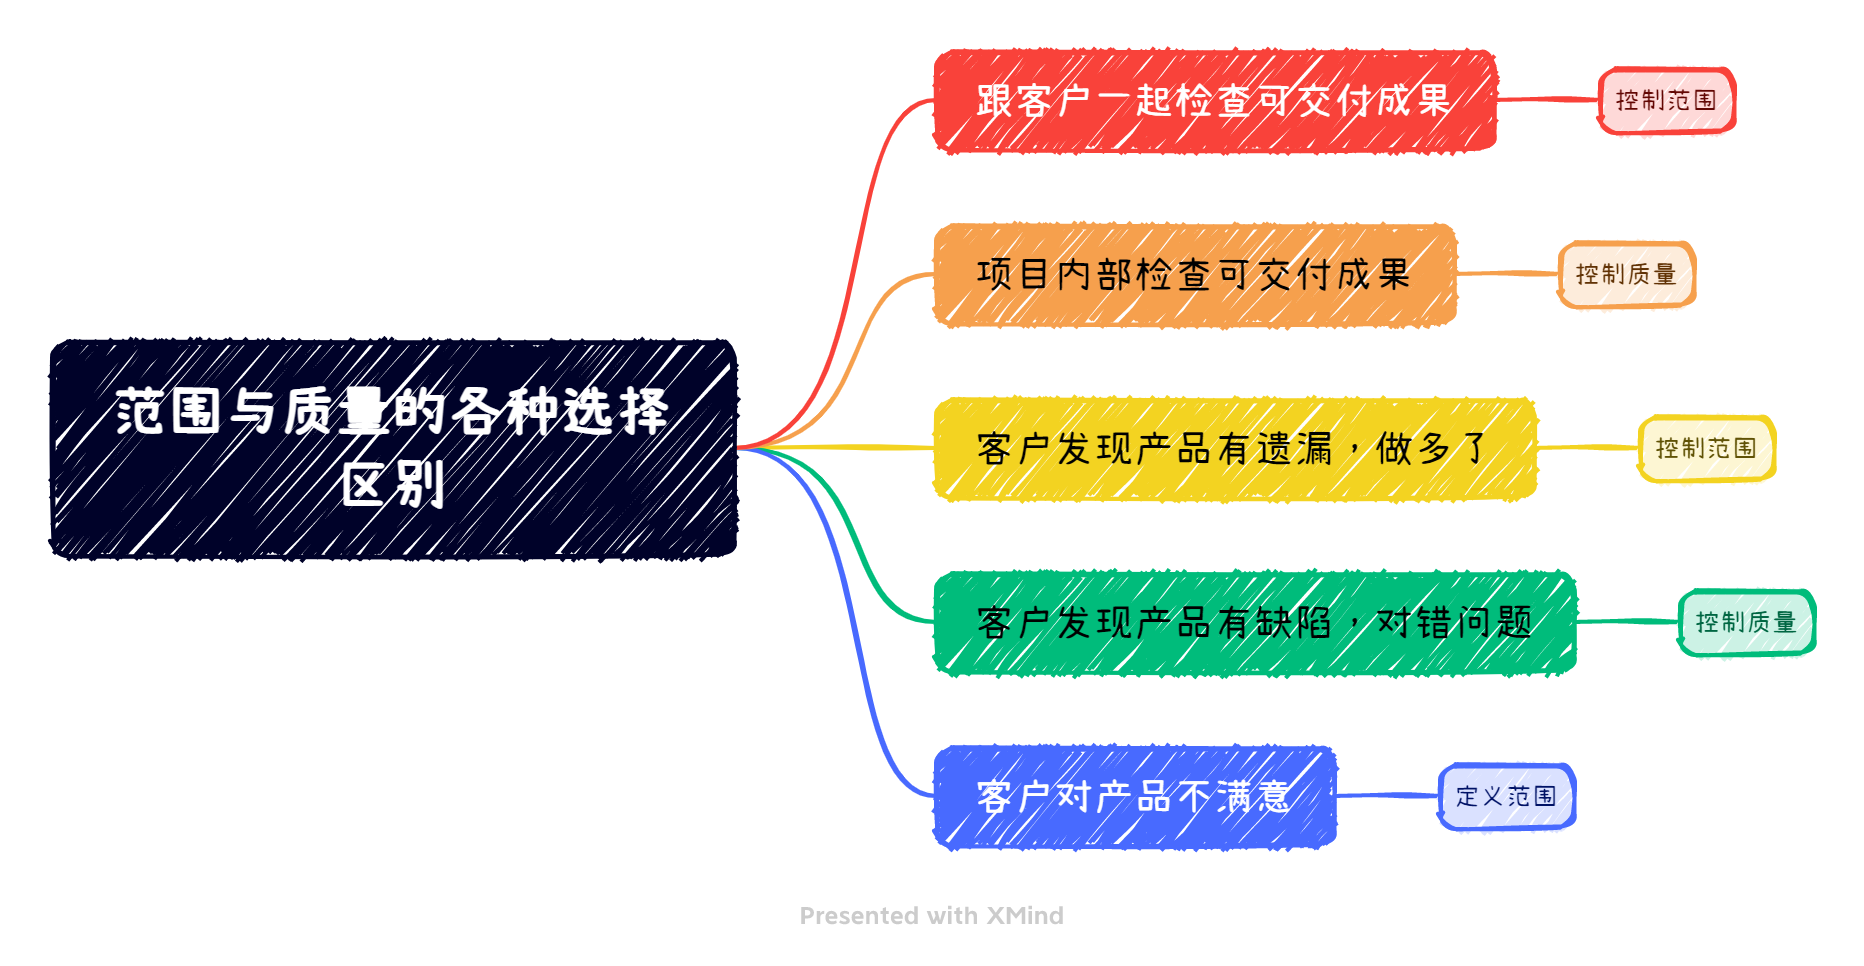 跟客户一起检查可交付成果
控制范围
项目内部检查可交付成果
控制质量
范围与质量的各种选择
区别
客户发现产品有遗漏，做多了
控制范围
客户发现产品有缺陷，对错问题
控制质量
客户对产品不满意
定义范围
Presented with XMind